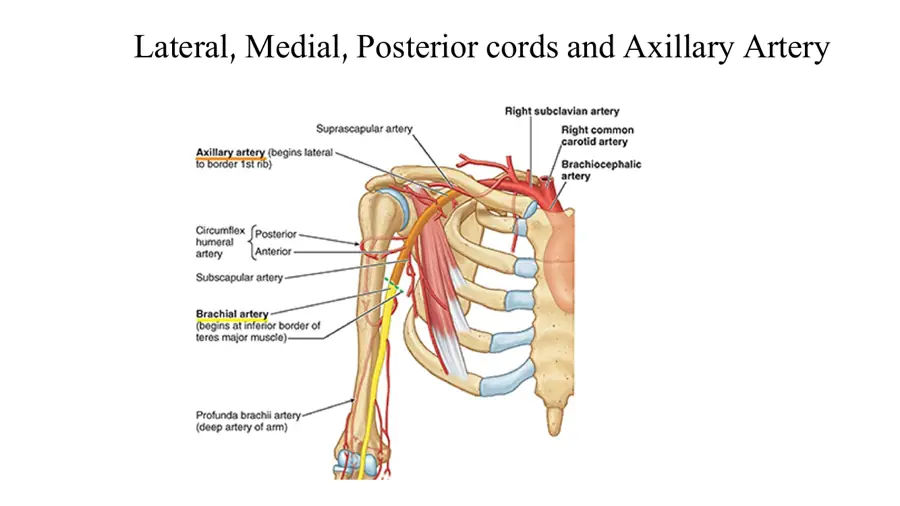 Lateral, Medial, Posterior cords and Axillary Artery
Right subclavian artery
Suprascapular artery
Right common
carotid artery
Axillary artery (begins lateral
to border 1st rib)
Brachiocephalic
artery
Circumflex
humeral
artery
Posterior
Anterior
Subscapular artery
Brachial artery
(begins at inferior border of
teres major muscle)
Profunda brachii artery
(deep artery of arm)